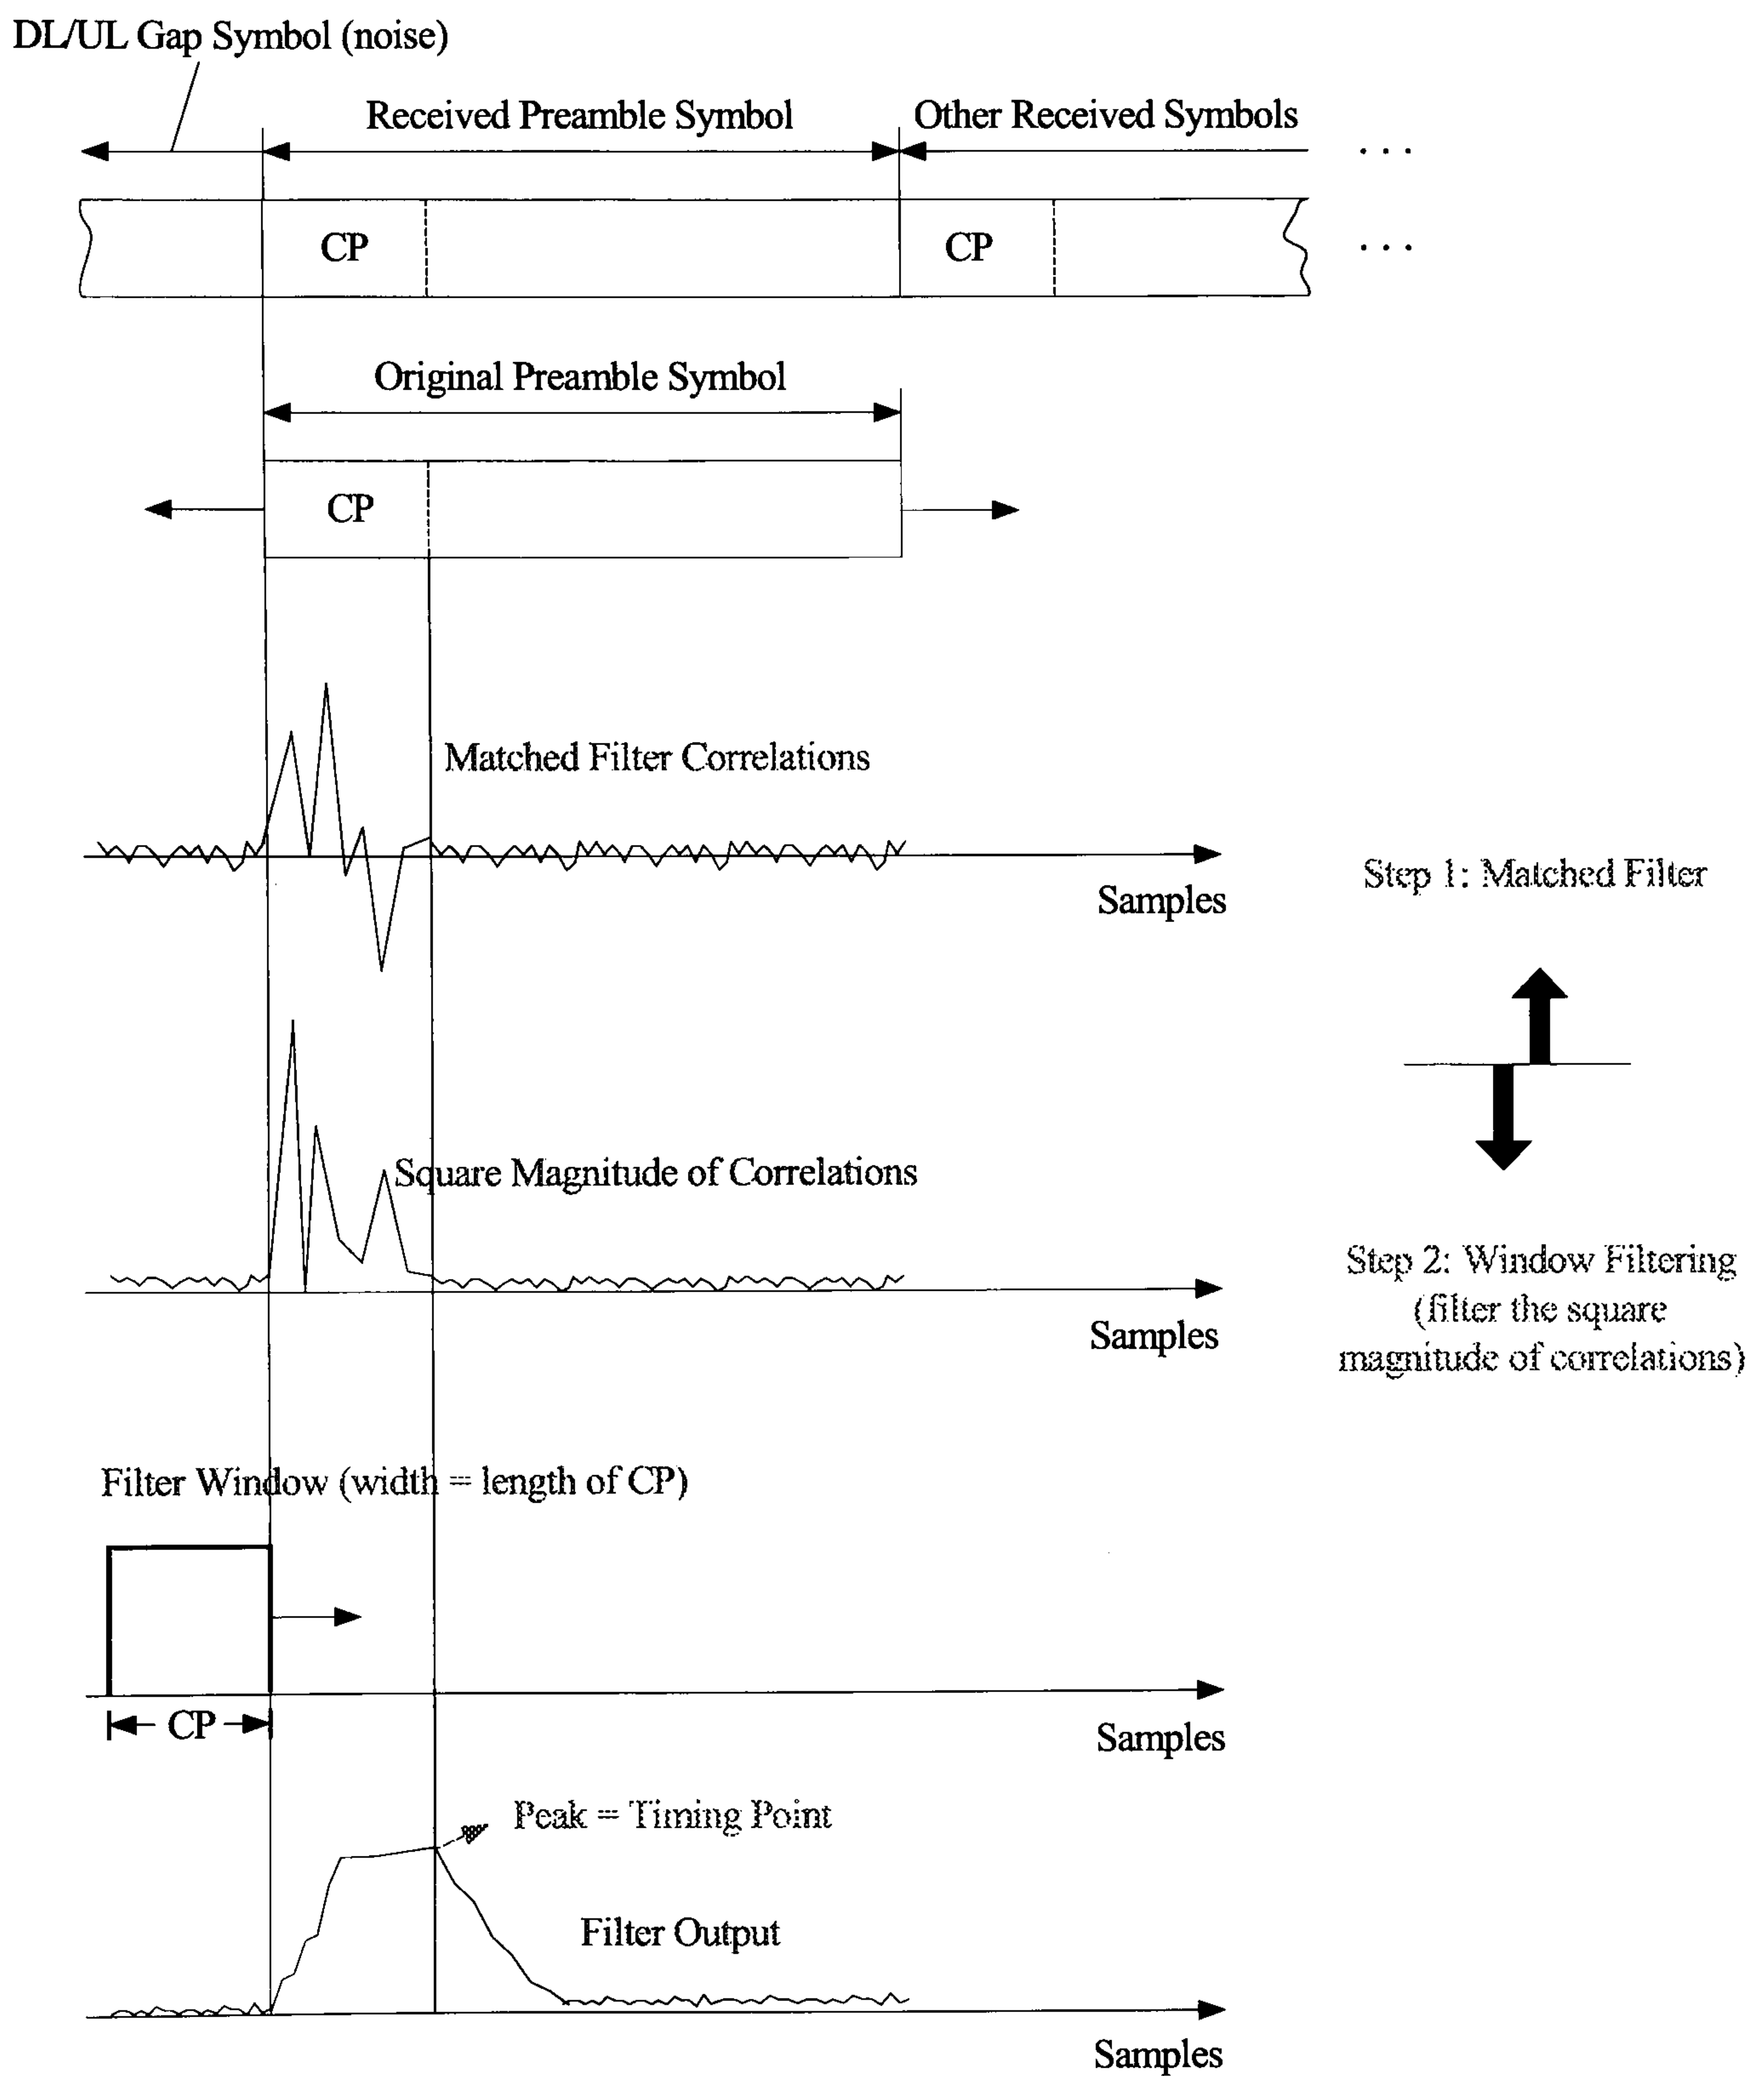 DL/UL Gap Symbol (noise)
Received Preamble Symbol
Other Received Symbols
. . .
CP
CP
. . .
Original Preamble Symbol
CP
Matched Filter Correlations
Samples
Step 1: Matched Filter
Square Magnitude of Correlations
Samples
Step 2: Window Filtering
(filter the square
magnitude of correlations)
Filter Window (width = length of CP)
CP
Samples
Peak = Timing Point
Filter Output
Samples